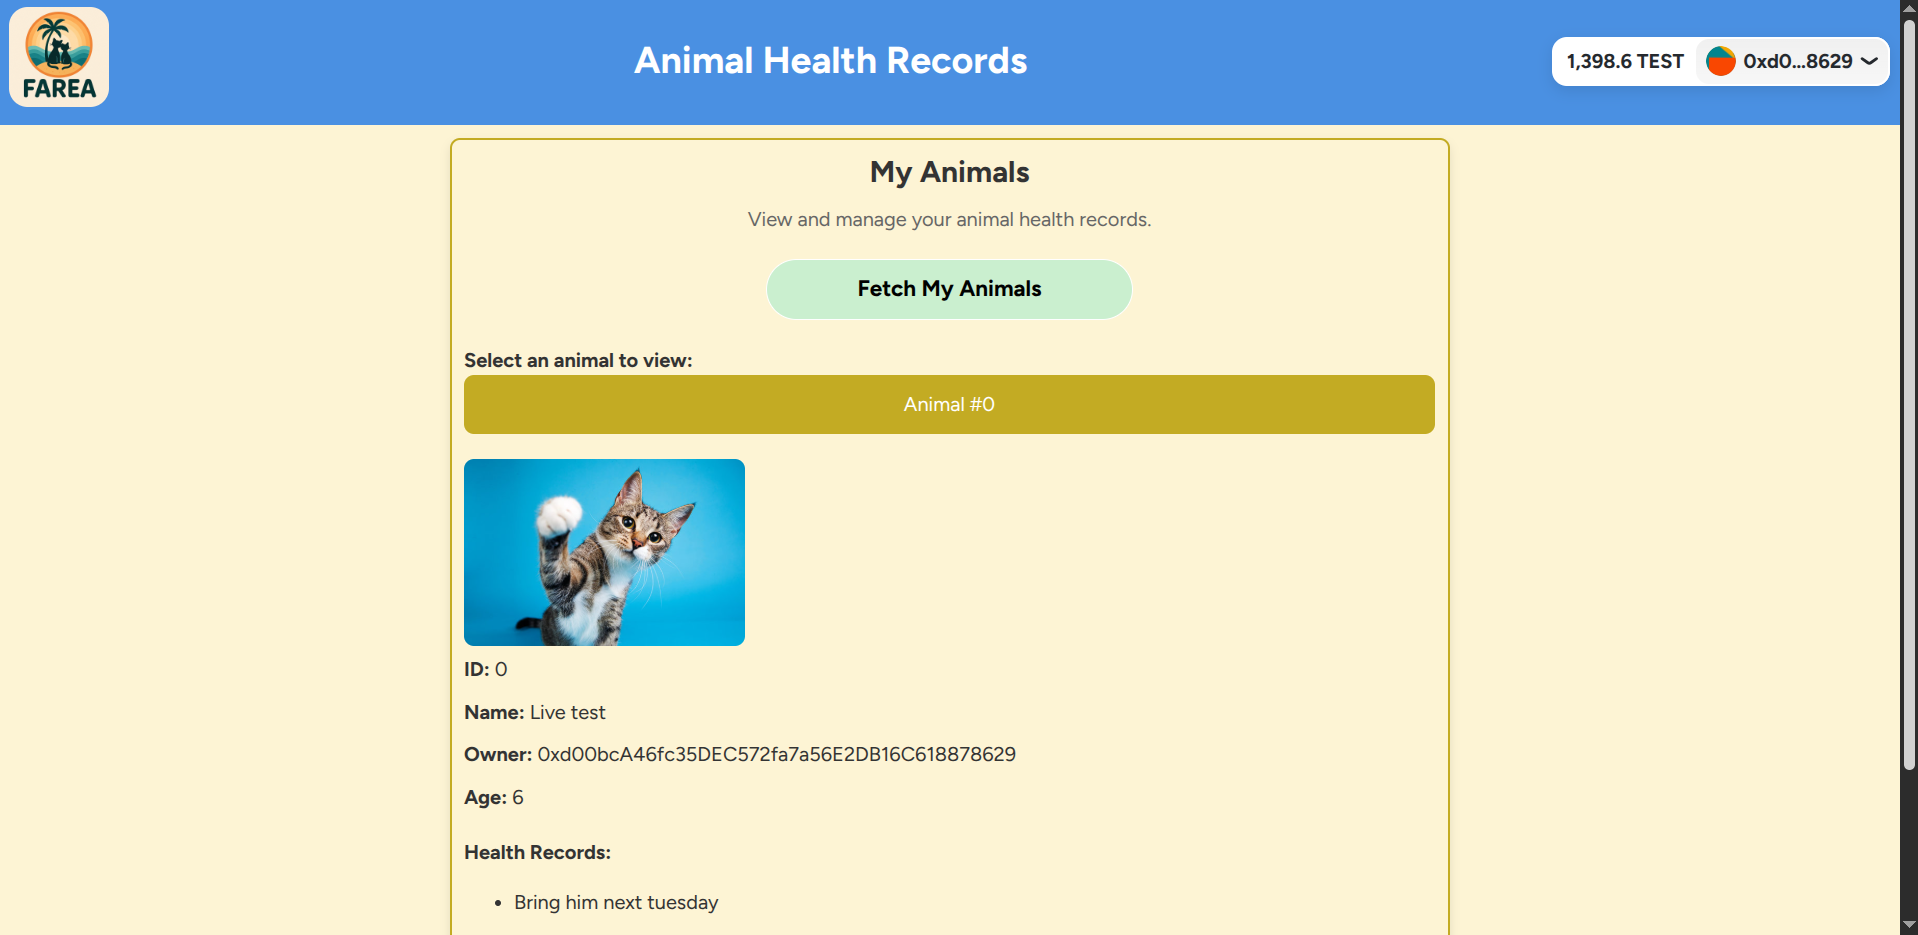 FAREA
Animal Health Records
1,398.6 TEST
0xd0...8629
My Animals
View and manage your animal health records.
Fetch My Animals
Select an animal to view:
Animal #0
ID: 0
Name: Live test
Owner: 0xd00bcA46fc35DEC572fa7a56E2DB16C618878629
Age: 6
Health Records:
• Bring him next tuesday